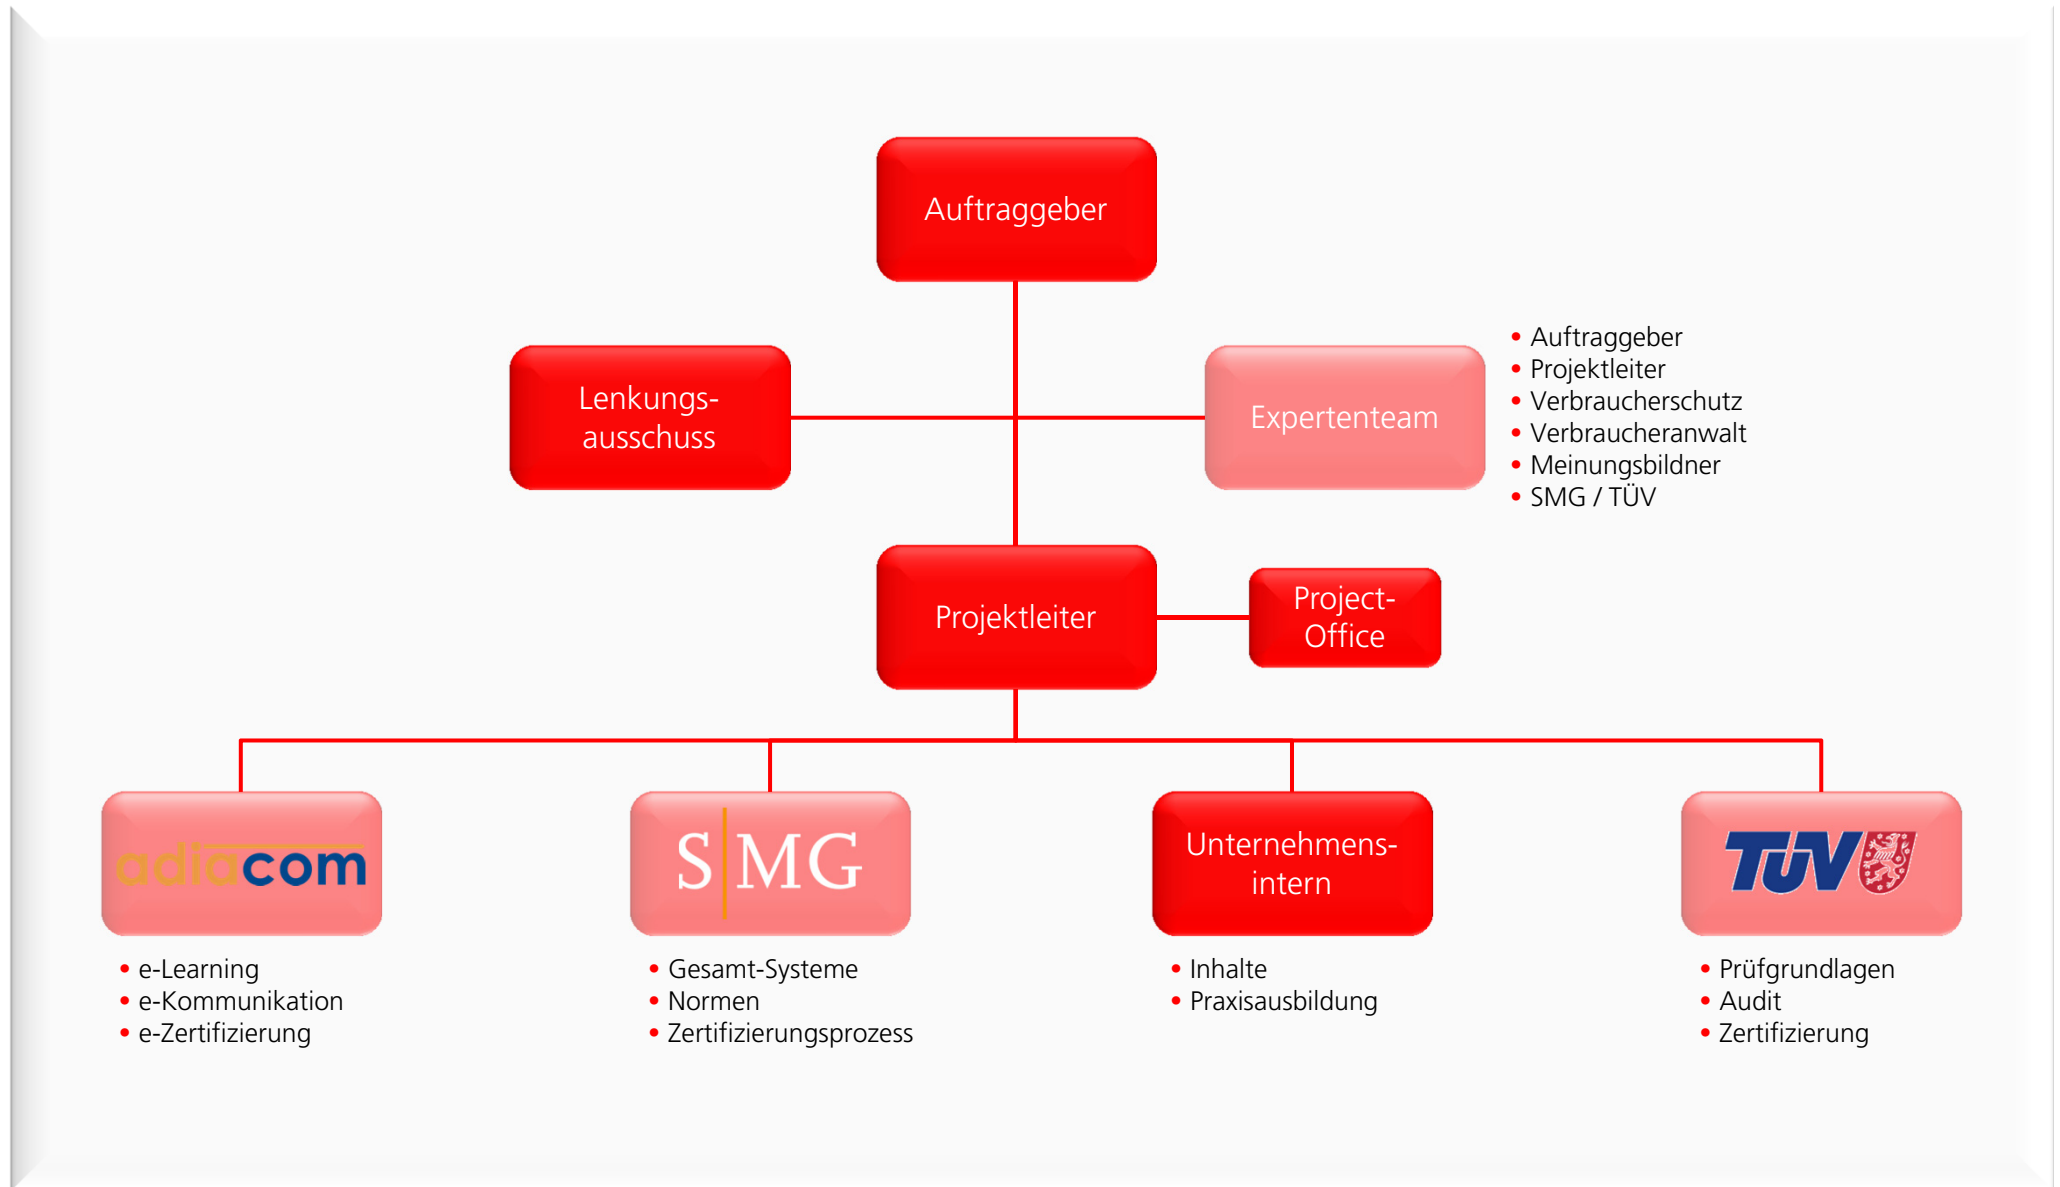 Auftraggeber
Lenkungs-
ausschuss
Expertenteam
• Auftraggeber
• Projektleiter
• Verbraucherschutz
• Verbraucheranwalt
• Meinungsbildner
• SMG / TÜV
Projektleiter
Project-
Office
adiacom
S|MG
Unternehmens-
intern
TÜV
• e-Learning
• e-Kommunikation
• e-Zertifizierung
• Gesamt-Systeme
• Normen
• Zertifizierungsprozess
• Inhalte
• Praxisausbildung
• Prüfgrundlagen
• Audit
• Zertifizierung